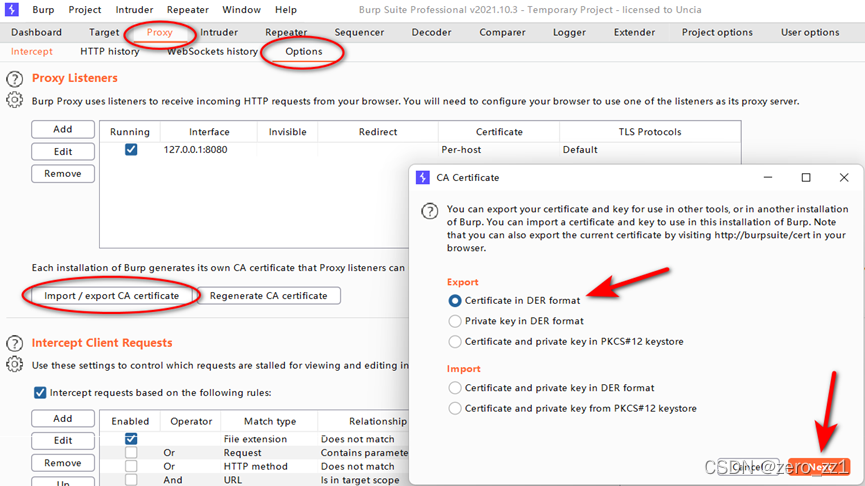 Burp Project Intruder Repeater Window Help Burp Suite Professional v2021.10.3 - Temporary Project - licensed to Uncia
Dashboard Target Proxy Intruder Repeater Sequencer Decoder Comparer Logger Extender Project options User options
Intercept HTTP history WebSockets history Options
? Proxy Listeners
Burp Proxy uses listeners to receive incoming HTTP requests from your browser. You will need to configure your browser to use one of the listeners as its proxy server.
Add
Edit
Remove
Running Interface Invisible Redirect Certificate TLS Protocols
127.0.0.1:8080 Per-host Default
Each installation of Burp generates its own CA certificate that Proxy listeners can
Import / export CA certificate Regenerate CA certificate
? Intercept Client Requests
Use these settings to control which requests are stalled for viewing and editing in
Intercept requests based on the following rules:
Add
Edit
Remove
Up
Enabled Operator Match type Relationship
File extension Does not match
Or Request Contains paramete
Or HTTP method Does not match
And URL Is in target scope
CA Certificate
? You can export your certificate and key for use in other tools, or in another installation
of Burp. You can import a certificate and key to use in this installation of Burp. Note
that you can also export the current certificate by visiting http://burpsuite/cert in your
browser.
Export
Certificate in DER format
Private key in DER format
Certificate and private key in PKCS#12 keystore
Import
Certificate and private key in DER format
Certificate and private key from PKCS#12 keystore
Cancel Next
CSDN @zero_zz1